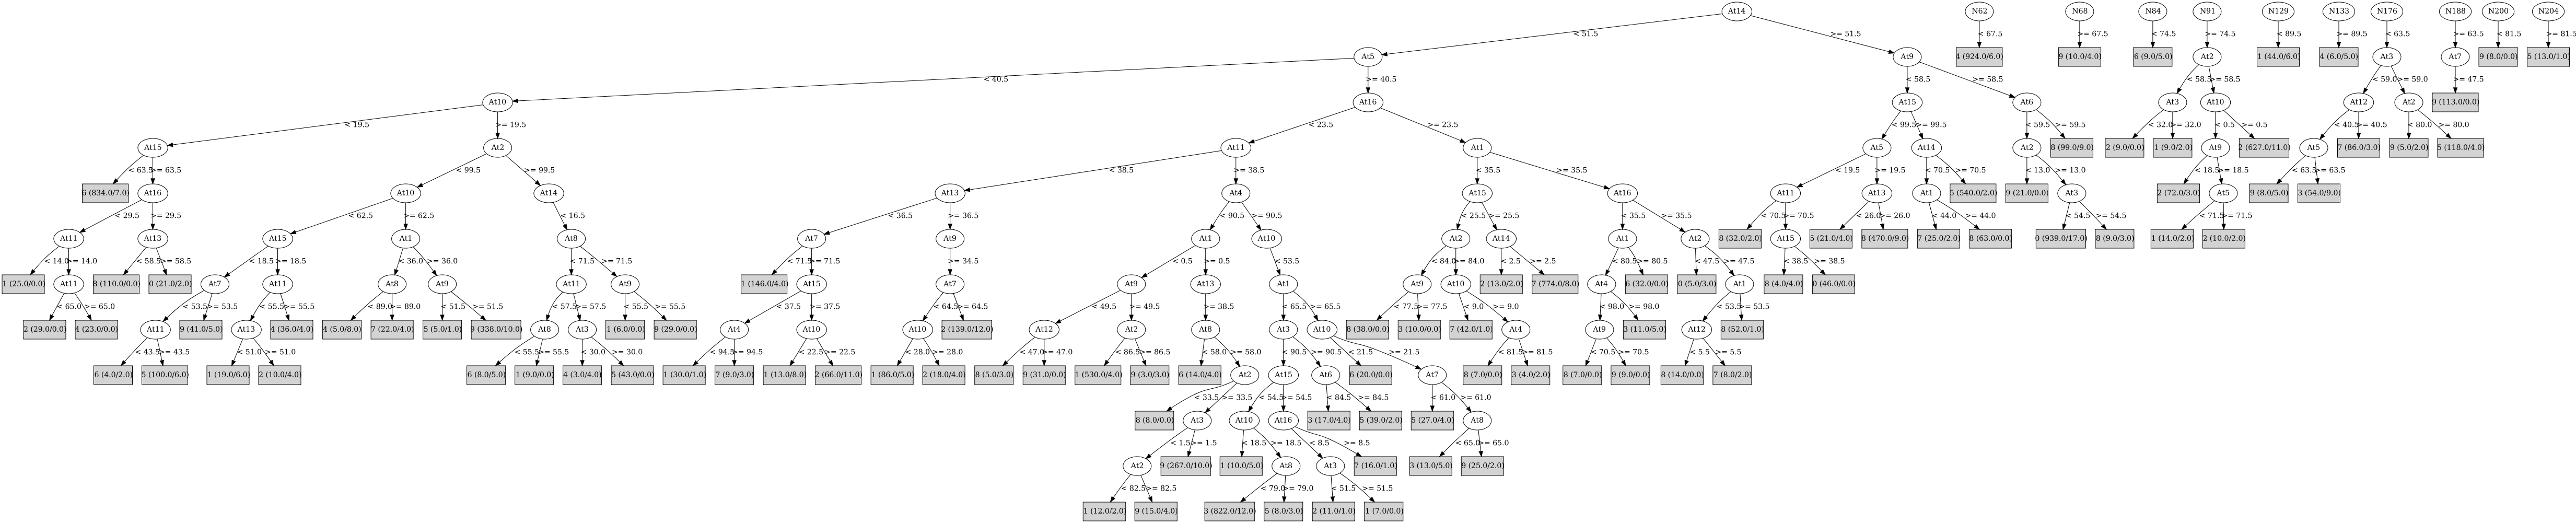 At14 N62 N68 N84 N91 N129 N133 N176 N188 N200 N204
< 51.5 >= 51.5 < 67.5 >= 67.5 < 74.5 >= 74.5 < 89.5 >= 89.5 < 63.5 >= 63.5 < 81.5 >= 81.5
At5 At9 4 (924.0/6.0) 9 (10.0/4.0) 6 (9.0/5.0) At2 1 (44.0/6.0) 4 (6.0/5.0) At3 At7 9 (8.0/0.0) 5 (13.0/1.0)
< 40.5 >= 40.5 < 58.5 >= 58.5 < 58.5 >= 58.5 < 59.0 >= 59.0 >= 47.5
At10 At16 At15 At6 At3 At10 At12 At2 9 (113.0/0.0)
< 19.5 >= 19.5 < 23.5 >= 23.5 < 99.5 >= 99.5 < 59.5 >= 59.5 < 32.0 >= 32.0 < 0.5 >= 0.5 < 40.5 >= 40.5 < 80.0 >= 80.0
At15 At2 At11 At1 At5 At14 At2 8 (99.0/9.0) 2 (9.0/0.0) 1 (9.0/2.0) At9 2 (627.0/11.0) At5 7 (86.0/3.0) 9 (5.0/2.0) 5 (118.0/4.0)
< 63.5 >= 63.5 < 99.5 >= 99.5 < 38.5 >= 38.5 < 35.5 >= 35.5 < 19.5 >= 19.5 < 70.5 >= 70.5 < 13.0 >= 13.0 < 18.5 >= 18.5 < 63.5 >= 63.5
6 (834.0/7.0) At16 At10 At14 At13 At4 At15 At16 At11 At13 At1 5 (540.0/2.0) 9 (21.0/0.0) At3 2 (72.0/3.0) At5 9 (8.0/5.0) 3 (54.0/9.0)
< 29.5 >= 29.5 < 62.5 >= 62.5 < 16.5 < 36.5 >= 36.5 < 90.5 >= 90.5 < 25.5 >= 25.5 < 35.5 >= 35.5 < 70.5 >= 70.5 < 26.0 >= 26.0 < 44.0 >= 44.0 < 54.5 >= 54.5 < 71.5 >= 71.5
At11 At13 At15 At1 At8 At7 At9 At1 At10 At2 At14 At1 At2 8 (32.0/2.0) At15 5 (21.0/4.0) 8 (470.0/9.0) 7 (25.0/2.0) 8 (63.0/0.0) 0 (939.0/17.0) 8 (9.0/3.0) 1 (14.0/2.0) 2 (10.0/2.0)
< 14.0 >= 14.0 < 58.5 >= 58.5 < 18.5 >= 18.5 < 36.0 >= 36.0 < 71.5 >= 71.5 < 71.5 >= 71.5 >= 34.5 < 0.5 >= 0.5 < 53.5 < 84.0 >= 84.0 < 2.5 >= 2.5 < 80.5 >= 80.5 < 47.5 >= 47.5 < 38.5 >= 38.5
1 (25.0/0.0) At11 8 (110.0/0.0) 0 (21.0/2.0) At7 At11 At8 At9 At11 At9 1 (146.0/4.0) At15 At7 At9 At13 At1 At9 At10 2 (13.0/2.0) 7 (774.0/8.0) At4 6 (32.0/0.0) 0 (5.0/3.0) At1 8 (4.0/4.0) 0 (46.0/0.0)
< 65.0 >= 65.0 < 53.5 >= 53.5 < 55.5 >= 55.5 < 89.0 >= 89.0 < 51.5 >= 51.5 < 57.5 >= 57.5 < 55.5 >= 55.5 < 37.5 >= 37.5 < 64.5 >= 64.5 < 49.5 >= 49.5 >= 38.5 < 65.5 >= 65.5 < 77.5 >= 77.5 < 9.0 >= 9.0 < 98.0 >= 98.0 < 53.5 >= 53.5
2 (29.0/0.0) 4 (23.0/0.0) At11 9 (41.0/5.0) At13 4 (36.0/4.0) 4 (5.0/8.0) 7 (22.0/4.0) 5 (5.0/1.0) 9 (338.0/10.0) At8 At3 1 (6.0/0.0) 9 (29.0/0.0) At4 At10 At10 2 (139.0/12.0) At12 At2 At8 At3 At10 8 (38.0/0.0) 3 (10.0/0.0) 7 (42.0/1.0) At4 At9 3 (11.0/5.0) At12 8 (52.0/1.0)
< 43.5 >= 43.5 < 51.0 >= 51.0 < 55.5 >= 55.5 < 30.0 >= 30.0 < 94.5 >= 94.5 < 22.5 >= 22.5 < 28.0 >= 28.0 < 47.0 >= 47.0 < 86.5 >= 86.5 < 58.0 >= 58.0 < 90.5 >= 90.5 < 21.5 >= 21.5 < 81.5 >= 81.5 < 70.5 >= 70.5 < 5.5 >= 5.5
6 (4.0/2.0) 5 (100.0/6.0) 1 (19.0/6.0) 2 (10.0/4.0) 6 (8.0/5.0) 1 (9.0/0.0) 4 (3.0/4.0) 5 (43.0/0.0) 1 (30.0/1.0) 7 (9.0/3.0) 1 (13.0/8.0) 2 (66.0/11.0) 1 (86.0/5.0) 2 (18.0/4.0) 8 (5.0/3.0) 9 (31.0/0.0) 1 (530.0/4.0) 9 (3.0/3.0) 6 (14.0/4.0) At2 At15 At6 6 (20.0/0.0) At7 8 (7.0/0.0) 3 (4.0/2.0) 8 (7.0/0.0) 9 (9.0/0.0) 8 (14.0/0.0) 7 (8.0/2.0)
< 33.5 >= 33.5 < 54.5 >= 54.5 < 84.5 >= 84.5 < 61.0 >= 61.0
8 (8.0/0.0) At3 At10 At16 3 (17.0/4.0) 5 (39.0/2.0) 5 (27.0/4.0) At8
< 1.5 >= 1.5 < 18.5 >= 18.5 < 8.5 >= 8.5 < 65.0 >= 65.0
At2 9 (267.0/10.0) 1 (10.0/5.0) At8 At3 7 (16.0/1.0) 3 (13.0/5.0) 9 (25.0/2.0)
< 82.5 >= 82.5 < 79.0 >= 79.0 < 51.5 >= 51.5
1 (12.0/2.0) 9 (15.0/4.0) 3 (822.0/12.0) 5 (8.0/3.0) 2 (11.0/1.0) 1 (7.0/0.0)